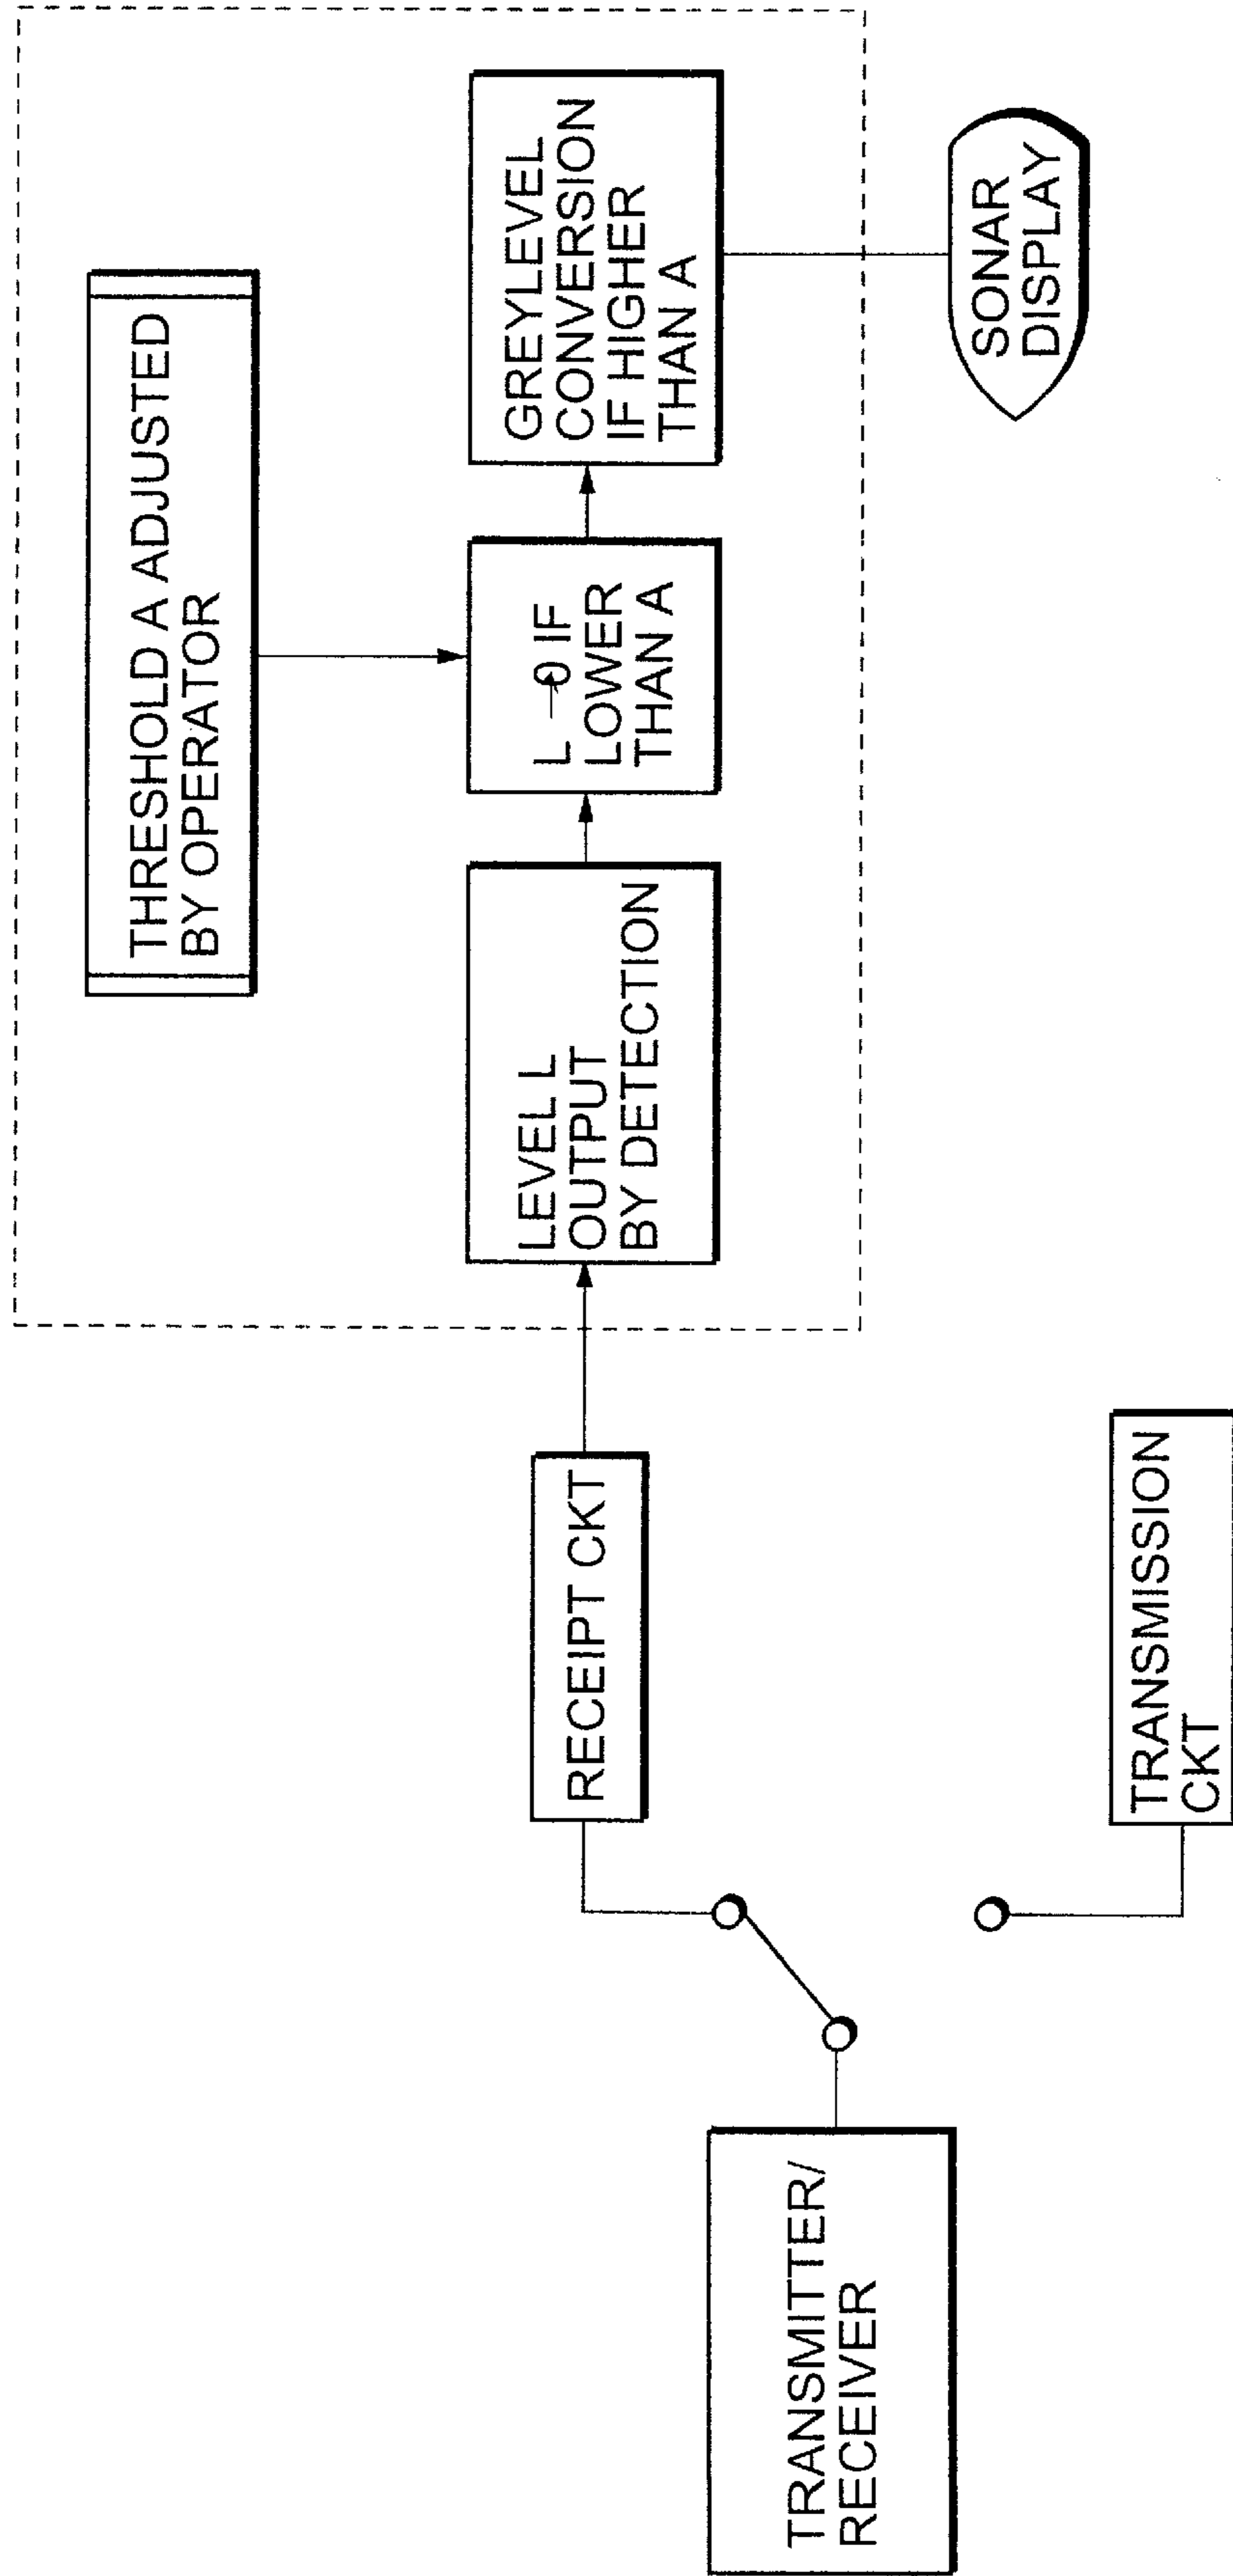 THRESHOLD A ADJUSTED
BY OPERATOR
TRANSMITTER/
RECEIVER
RECEIPT CKT
LEVEL L
OUTPUT
BY DETECTION
L → 0 IF
LOWER
THAN A
GREYLEVEL
CONVERSION
IF HIGHER
THAN A
TRANSMISSION
CKT
SONAR
DISPLAY